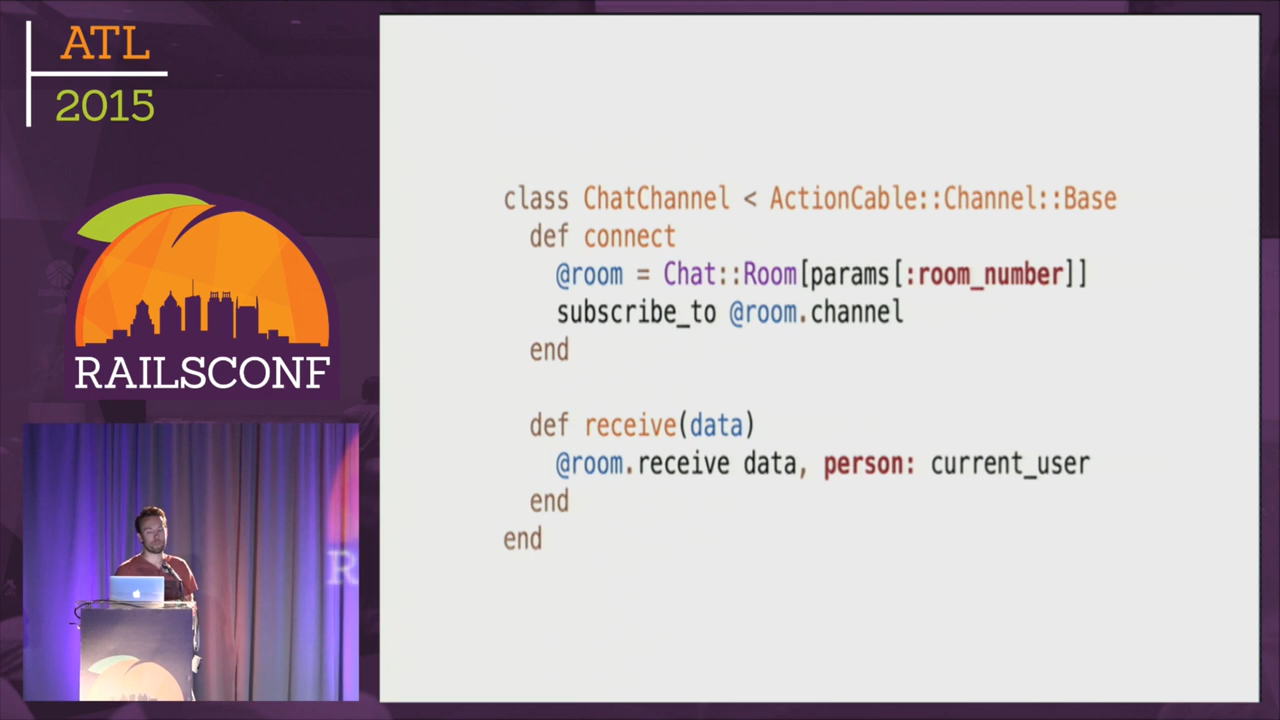 ATL
2015
RAILSCONF
class ChatChannel < ActionCable::Channel::Base
def connect
@room = Chat::Room[params[:room_number]]
subscribe_to @room.channel
end
def receive(data)
@room.receive data, person: current_user
end
end
R